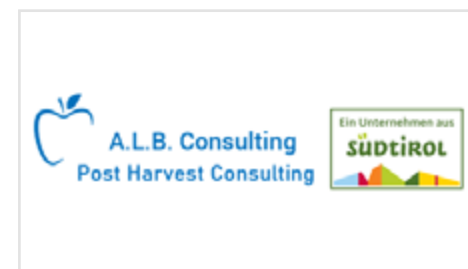 A.L.B. Consulting
Post Harvest Consulting
Ein Unternehmen aus
SÜDTIROL